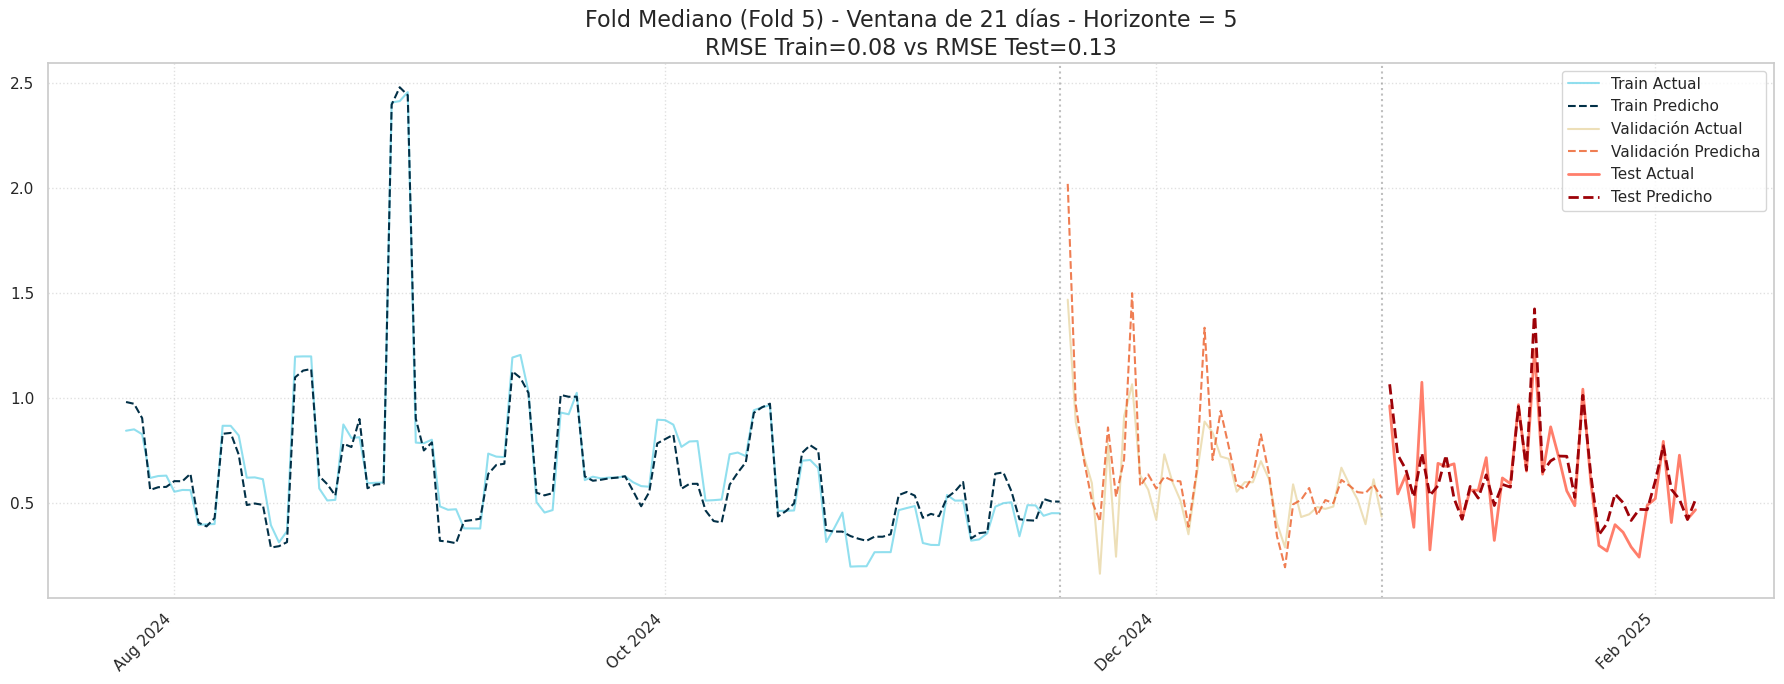 Fold Mediano (Fold 5) - Ventana de 21 días - Horizonte = 5
RMSE Train=0.08 vs RMSE Test=0.13
2.5
2.0
1.5
1.0
0.5
Train Actual
Train Predicho
Validación Actual
Validación Predicha
Test Actual
Test Predicho
Aug 2024
Oct 2024
Dec 2024
Feb 2025